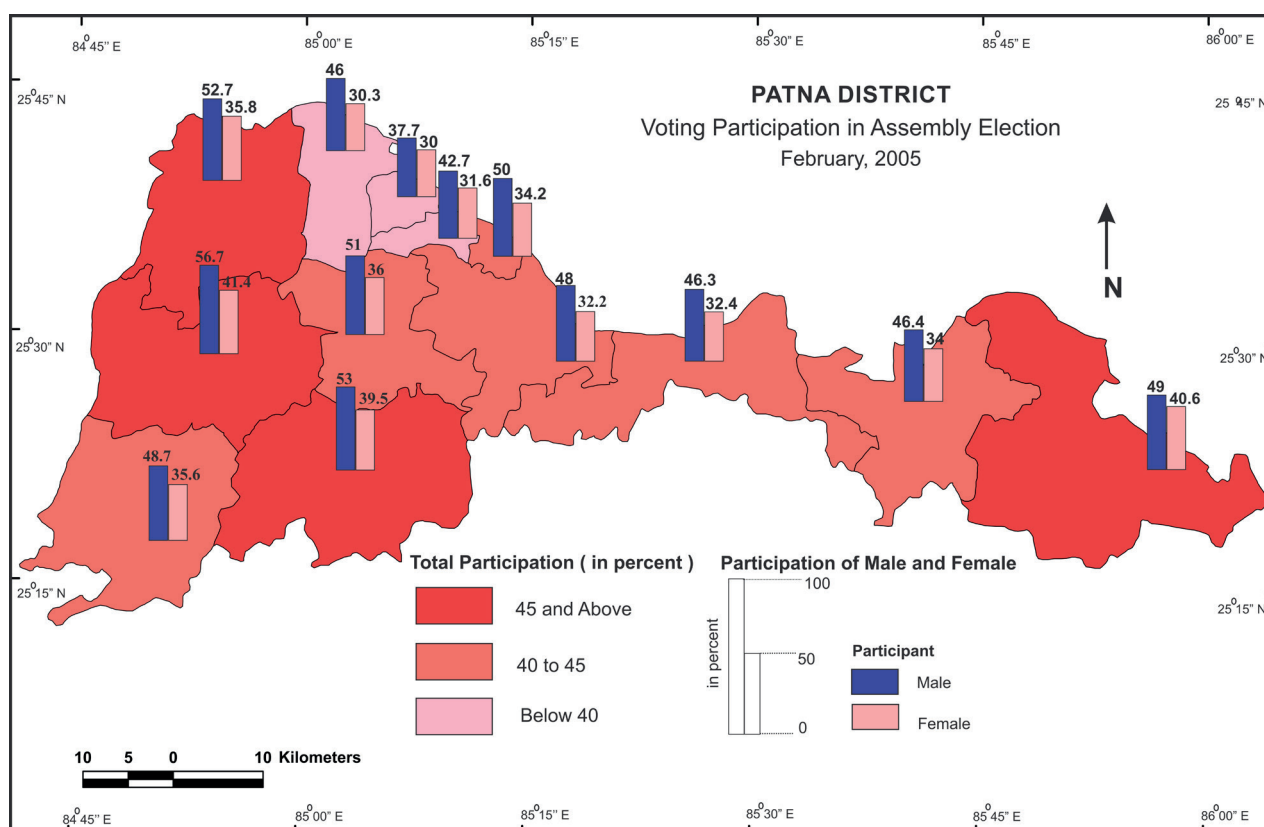 84°45" E 85°00" E 85°15" E 85°30" E 85°45" E 86°00" E
25°45" N
25°45" N
PATNA DISTRICT
Voting Participation in Assembly Election
February, 2005
52.7
35.8
46
30.3
37.7
30
42.7
31.6
50
34.2
56.7
41.4
51
36
48
32.2
46.3
32.4
46.4
34
49
40.6
53
39.5
48.7
35.6
N
25°30" N
25°30" N
25°15" N
25°15" N
Total Participation ( in percent )
45 and Above
40 to 45
Below 40
Participation of Male and Female
in percent
100
50
0
Participant
Male
Female
10 5 0 10 Kilometers
84°45" E 85°00" E 85°15" E 85°30" E 85°45" E 86°00" E